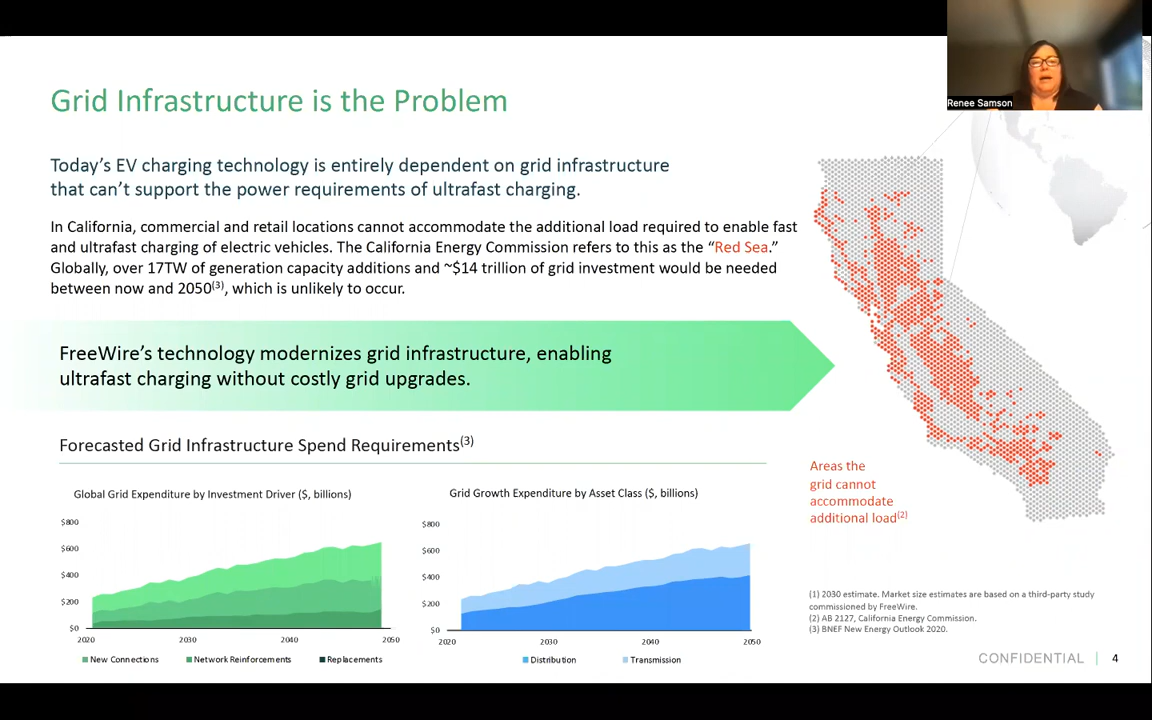 Renee Samson
Grid Infrastructure is the Problem
Today's EV charging technology is entirely dependent on grid infrastructure
that can't support the power requirements of ultrafast charging.
In California, commercial and retail locations cannot accommodate the additional load required to enable fast
and ultrafast charging of electric vehicles. The California Energy Commission refers to this as the “Red Sea.”
Globally, over 17TW of generation capacity additions and ~$14 trillion of grid investment would be needed
between now and 2050(3), which is unlikely to occur.
FreeWire's technology modernizes grid infrastructure, enabling
ultrafast charging without costly grid upgrades.
Forecasted Grid Infrastructure Spend Requirements(3)
Global Grid Expenditure by Investment Driver ($, billions)
$800
$600
$400
$200
$0
2020 2030 2040 2050
New Connections Network Reinforcements Replacements
Grid Growth Expenditure by Asset Class ($, billions)
$800
$600
$400
$200
$0
2020 2030 2040 2050
Distribution Transmission
Areas the
grid cannot
accommodate
additional load(2)
(1) 2030 estimate. Market size estimates are based on a third-party study
commissioned by FreeWire.
(2) AB 2127, California Energy Commission.
(3) BNEF New Energy Outlook 2020.
CONFIDENTIAL | 4